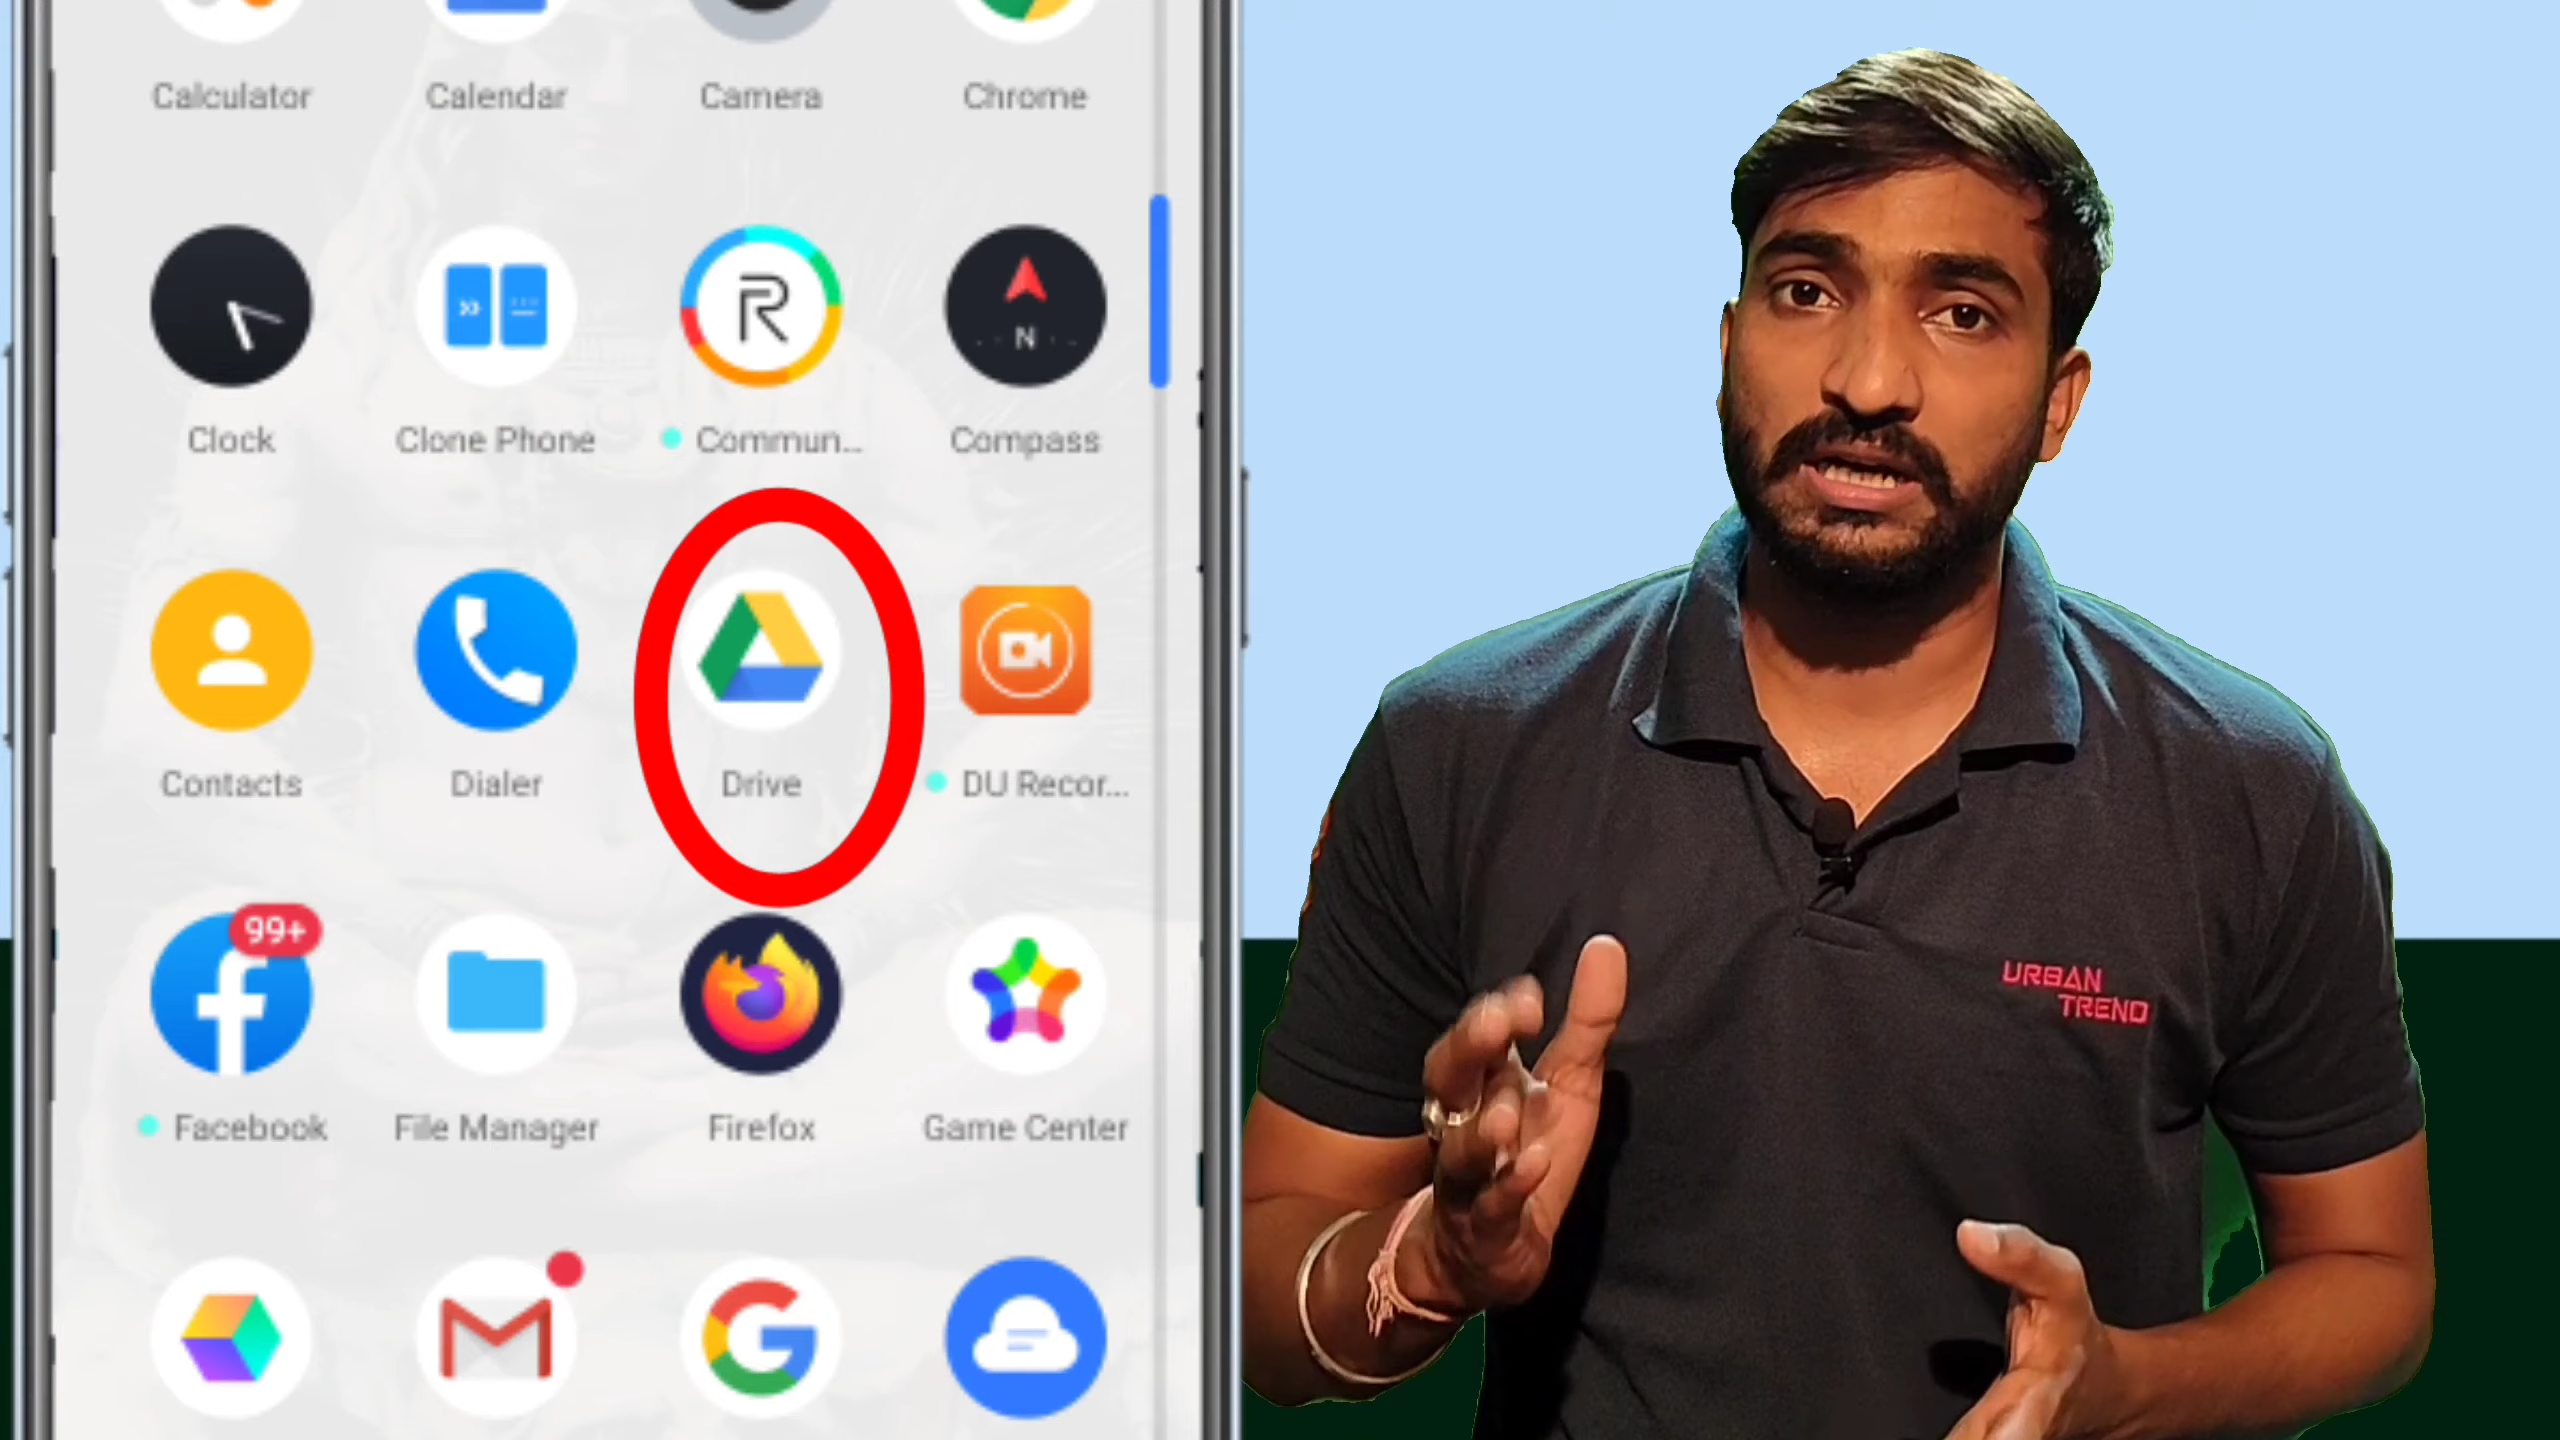 Calculator
Calendar
Camera
Chrome
Clock
Clone Phone
Commun...
Compass
Contacts
Dialer
Drive
DU Recor...
99+
Facebook
File Manager
Firefox
Game Center
URBAN
TREND